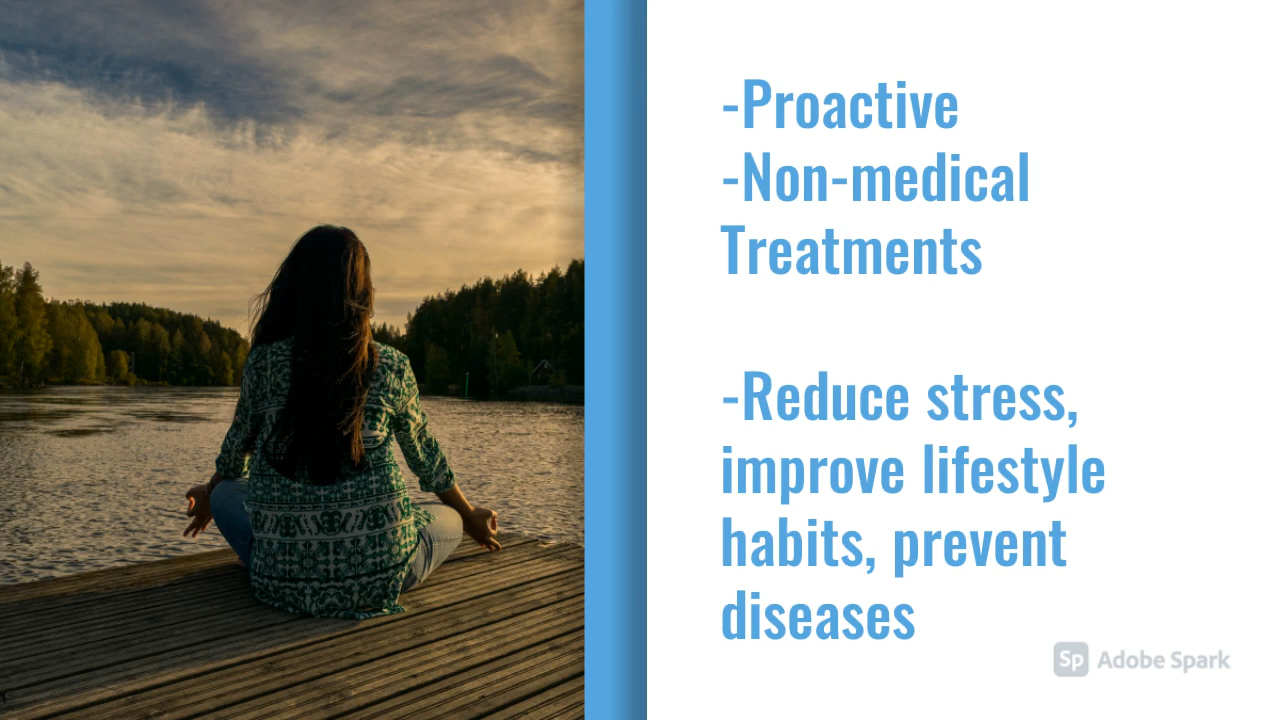 -Proactive
-Non-medical
Treatments
-Reduce stress,
improve lifestyle
habits, prevent
diseases
Sp Adobe Spark